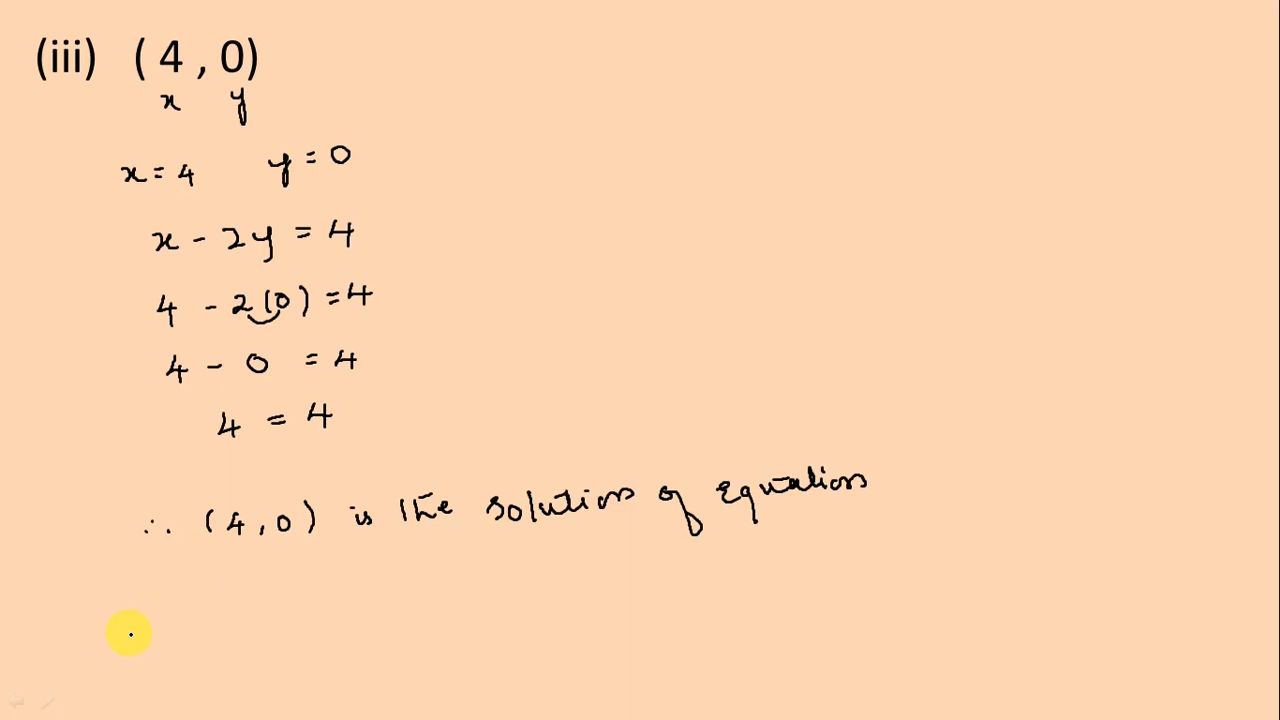 (iii) ( 4 , 0)
x y
x = 4 y = 0
x - 2y = 4
4 - 2(0) = 4
4 - 0 = 4
4 = 4
∴ (4,0) is the solution of Equation